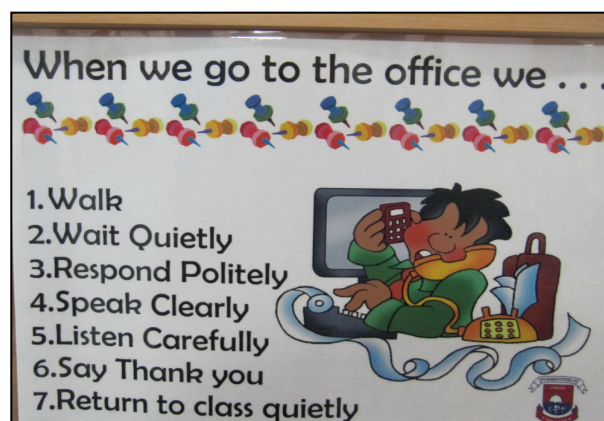 When we go to the office we . . .
1.Walk
2.Wait Quietly
3.Respond Politely
4.Speak Clearly
5.Listen Carefully
6.Say Thank you
7.Return to class quietly